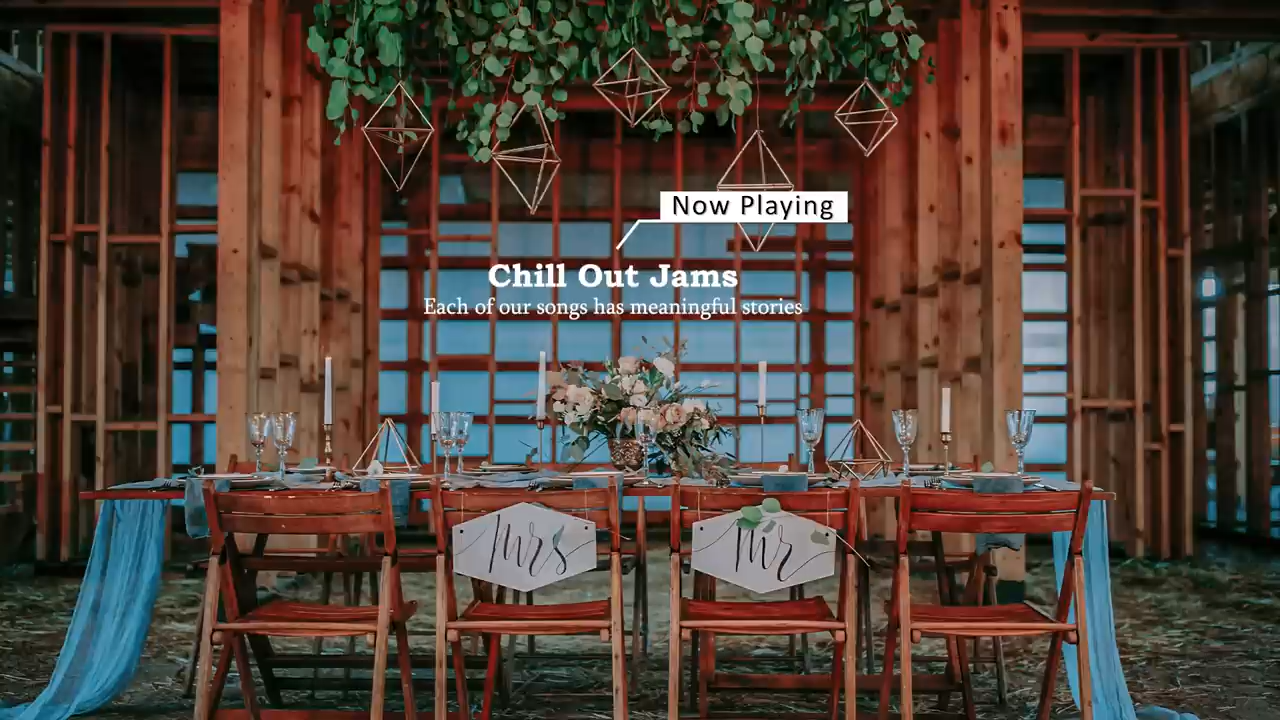 Now Playing
Chill Out Jams
Each of our songs has meaningful stories
Mrs
Mr